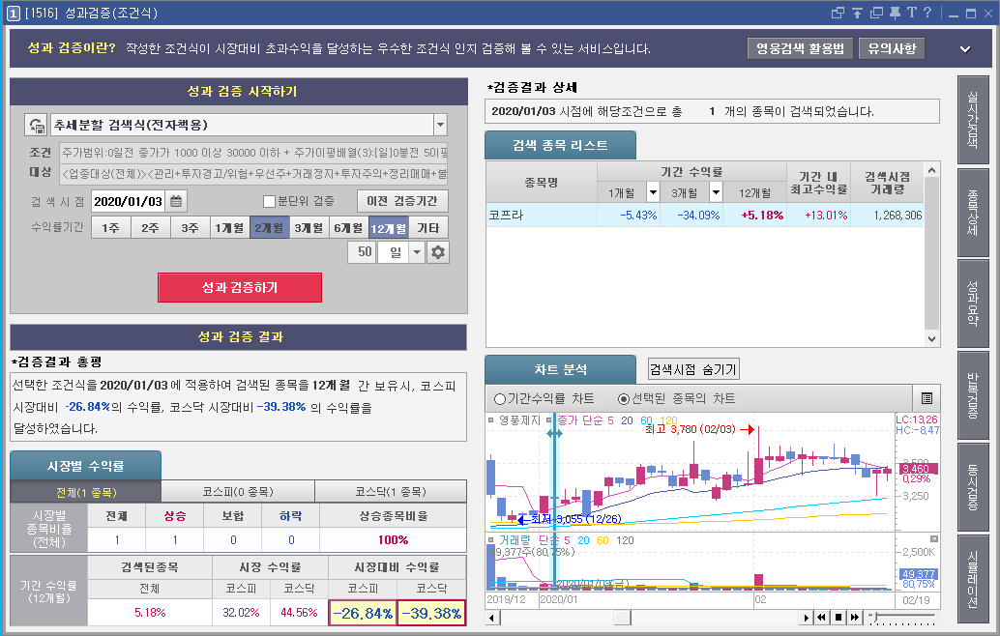 1 [1516] 성과검증(조건식)
성과 검증이란? 작성한 조건식이 시장대비 초과수익을 달성하는 우수한 조건식 인지 검증해 볼 수 있는 서비스입니다. 영웅검색 활용법 유의사항
성과 검증 시작하기
추세분할 검색식(전자책용)
조건 주가범위:0일전 종가가 1000 이상 30000 이하 + 주가이평배열(3):[일]0봉전 5이평
대상 <업종대상(전체)><관리+투자경고/위험+우선주+거래정지+투자주의+정리매매+불
검 색 시 점 2020/01/03 분단위 검증 이전 검증기간
수익률기간 1주 2주 3주 1개월 2개월 3개월 6개월 12개월 기타
50 일
성과 검증하기
성과 검증 결과
*검증결과 총평
선택한 조건식을 2020/01/03 에 적용하여 검색된 종목을 12개월 간 보유시, 코스피
시장대비 -26.84%의 수익률, 코스닥 시장대비 -39.38% 의 수익률을
달성하였습니다.
시장별 수익률
전체(1 종목) 코스피(0 종목) 코스닥(1 종목)
시장별 종목비율 (전체) 전체 상승 보합 하락 상승종목비율
1 1 0 0 100%
기간 수익률 (12개월) 검색된종목 시장 수익률 시장대비 수익률
전체 코스피 코스닥 코스피 코스닥
5.18% 32.02% 44.56% -26.84% -39.38%
*검증결과 상세
2020/01/03 시점에 해당조건으로 총 1 개의 종목이 검색되었습니다.
검색 종목 리스트
종목명 기간 수익률 기간 내 최고수익률 검색시점 거래량
1개월 3개월 12개월
코프라 -5.43% -34.09% +5.18% +13.01% 1,268,306
차트 분석 검색시점 숨기기
기간수익률 차트 선택된 종목의 차트
영풍제지 종가 단순 5 20 60 120 LC:13,26
HC:-8,47
최고 3,780 (02/03)
3,500
3,460
0,29%
3,250
최저 3,055 (12/26)
거래량 단순 5 20 60 120
49,377주(80,75%)
2,500K
49,377
80,75%
2020/01/03(금)
2019/12 2020/01 02 02/19
실시간검색
종목상세
성과요약
반복검증
동시검증
시뮬레이션